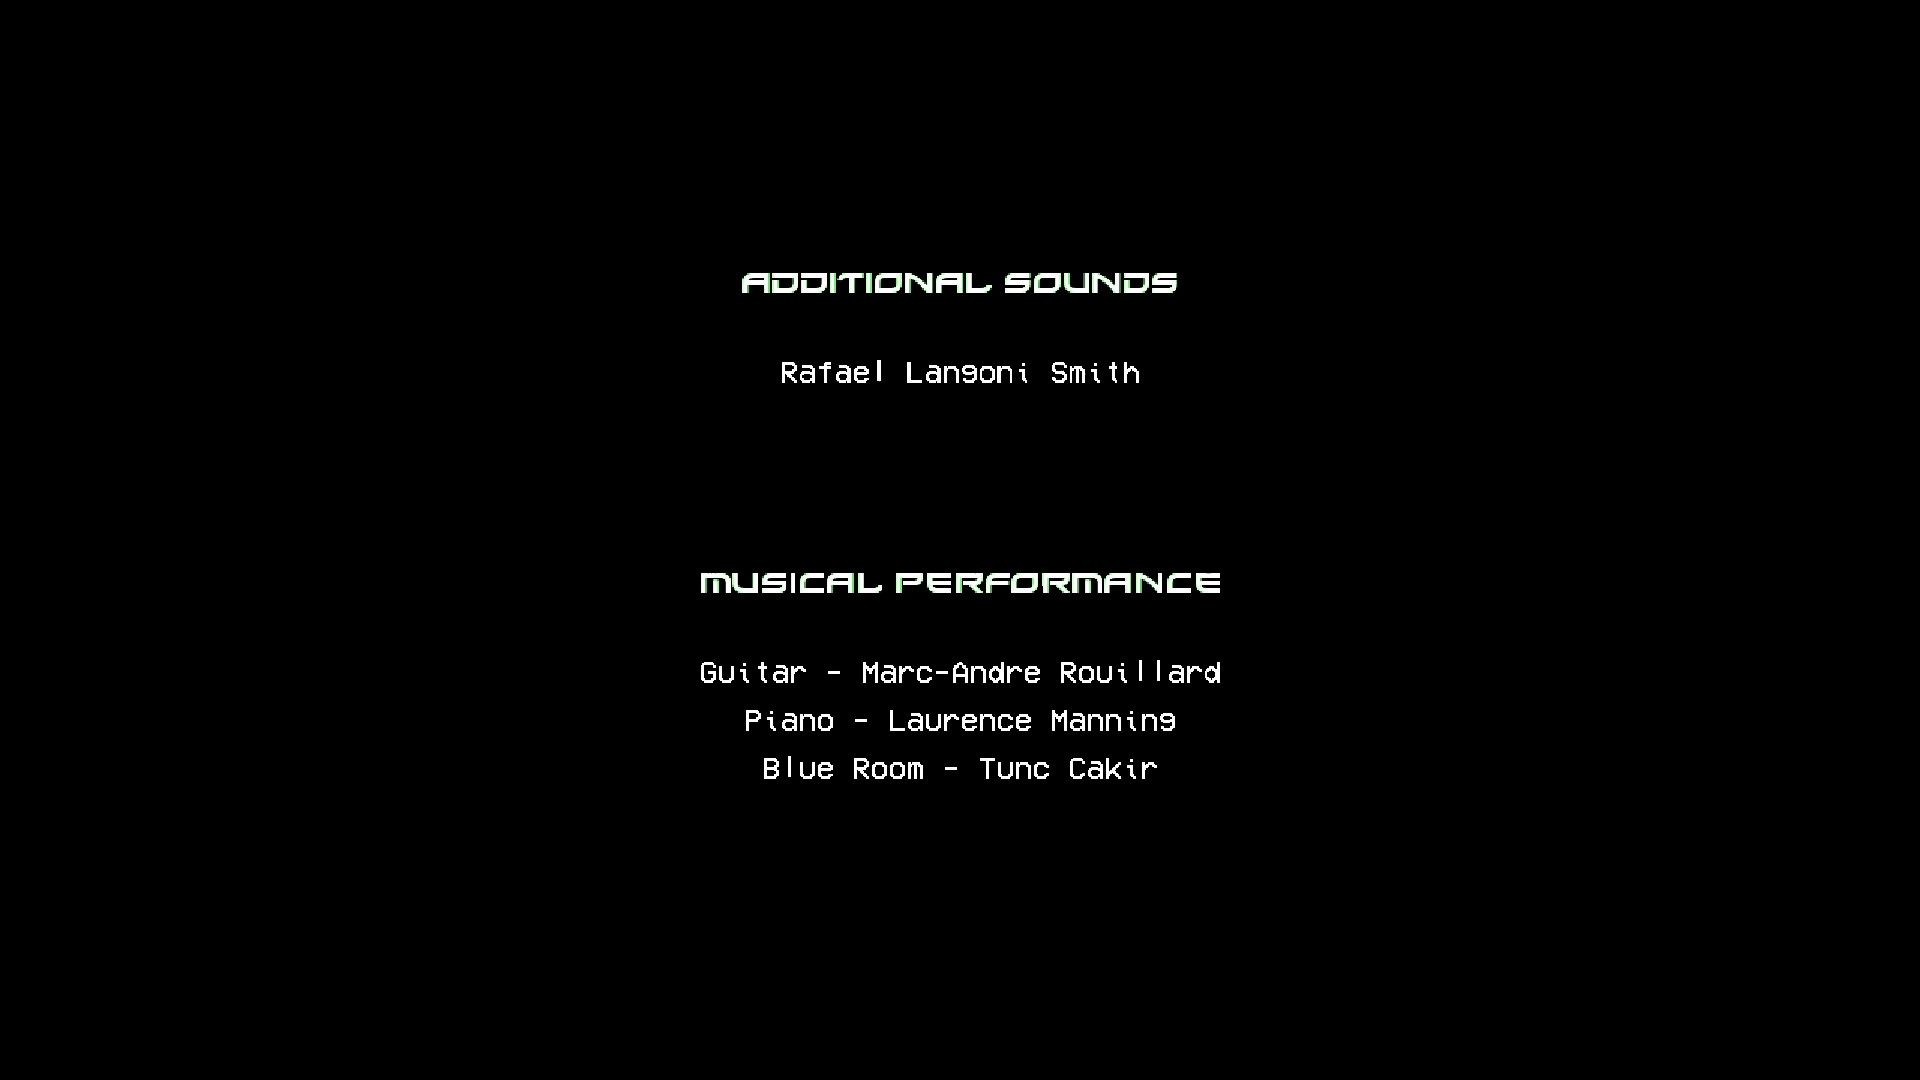 ADDITIONAL SOUNDS
Rafael Langoni Smith
MUSICAL PERFORMANCE
Guitar - Marc-Andre Rouillard
Piano - Laurence Manning
Blue Room - Tunc Cakir